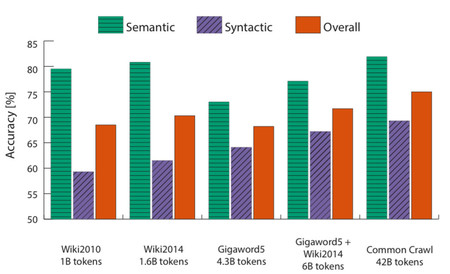 Semantic Syntactic Overall
85
80
75
70
65
60
55
50
Accuracy [%]
Wiki2010
1B tokens
Wiki2014
1.6B tokens
Gigaword5
4.3B tokens
Gigaword5 +
Wiki2014
6B tokens
Common Crawl
42B tokens